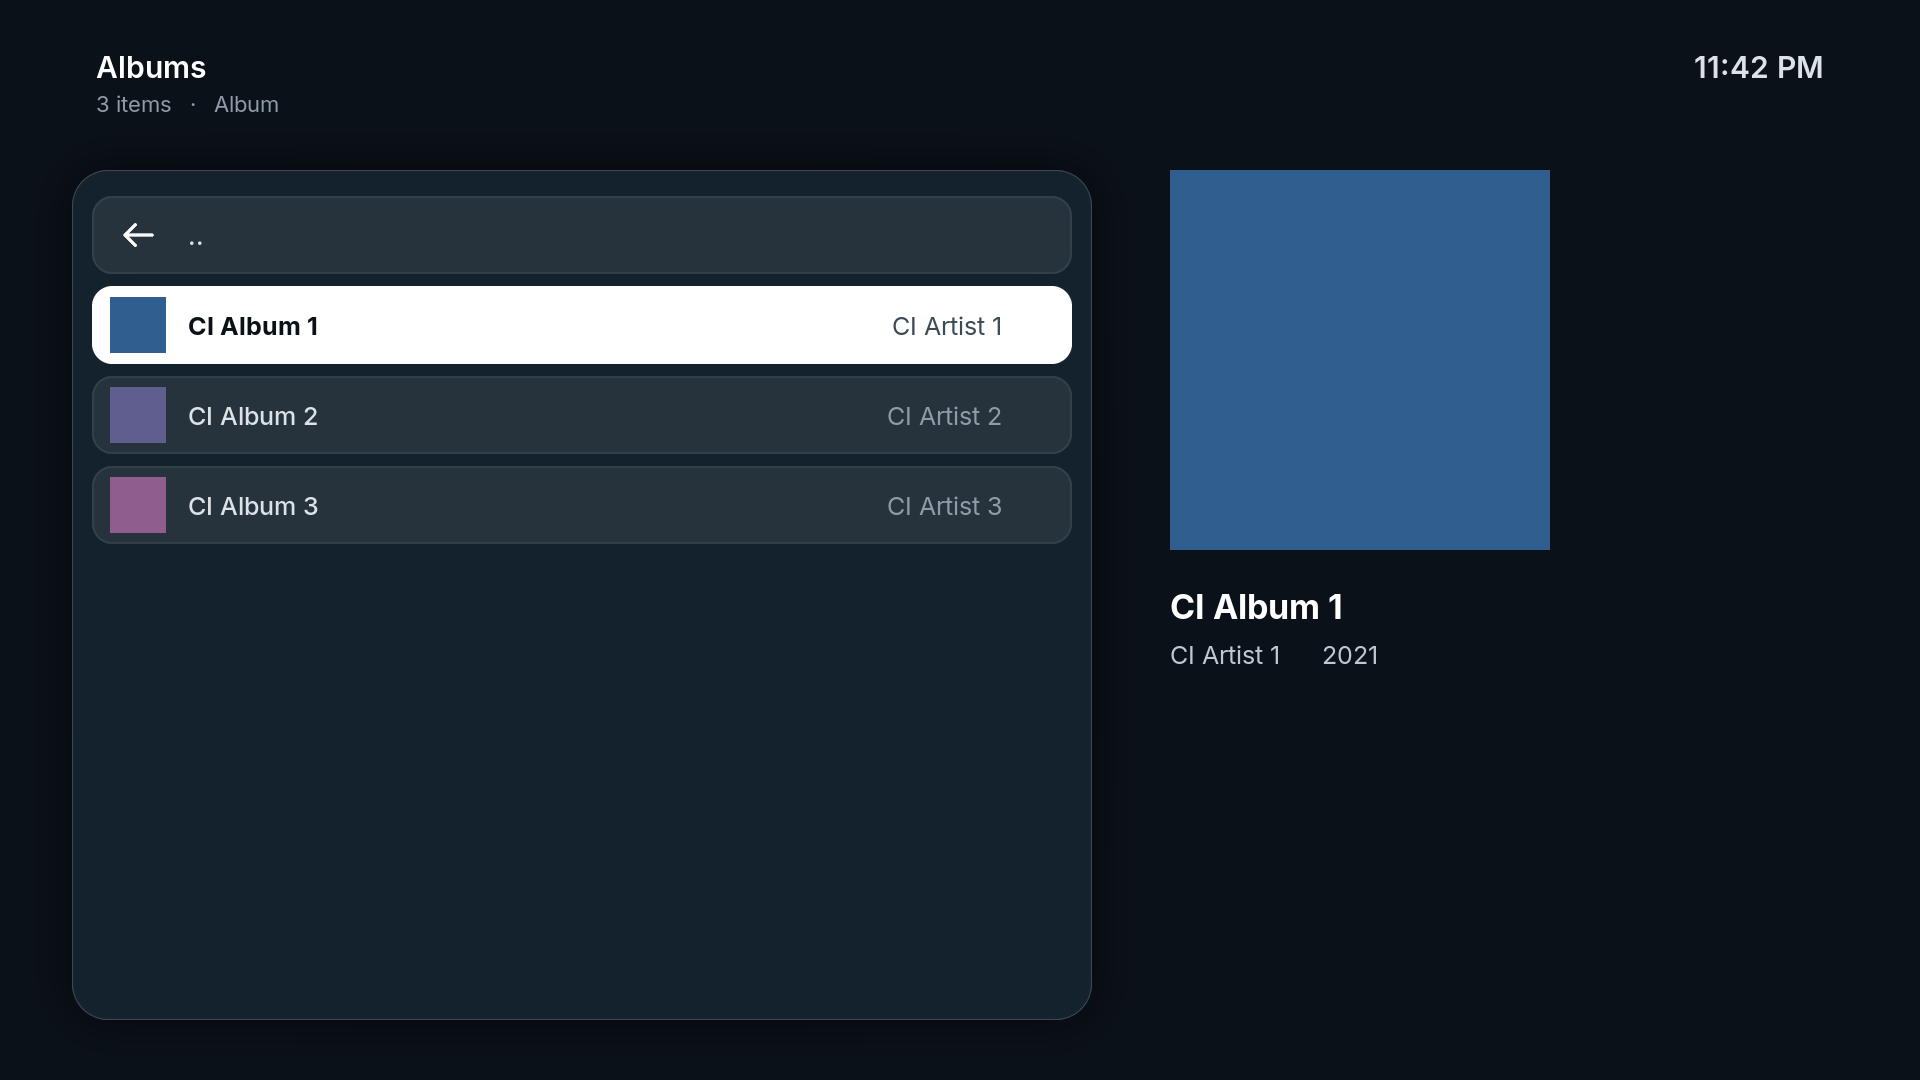 Albums
11:42 PM
3 items · Album
..
CI Album 1 CI Artist 1
CI Album 2 CI Artist 2
CI Album 3 CI Artist 3
CI Album 1
CI Artist 1 2021